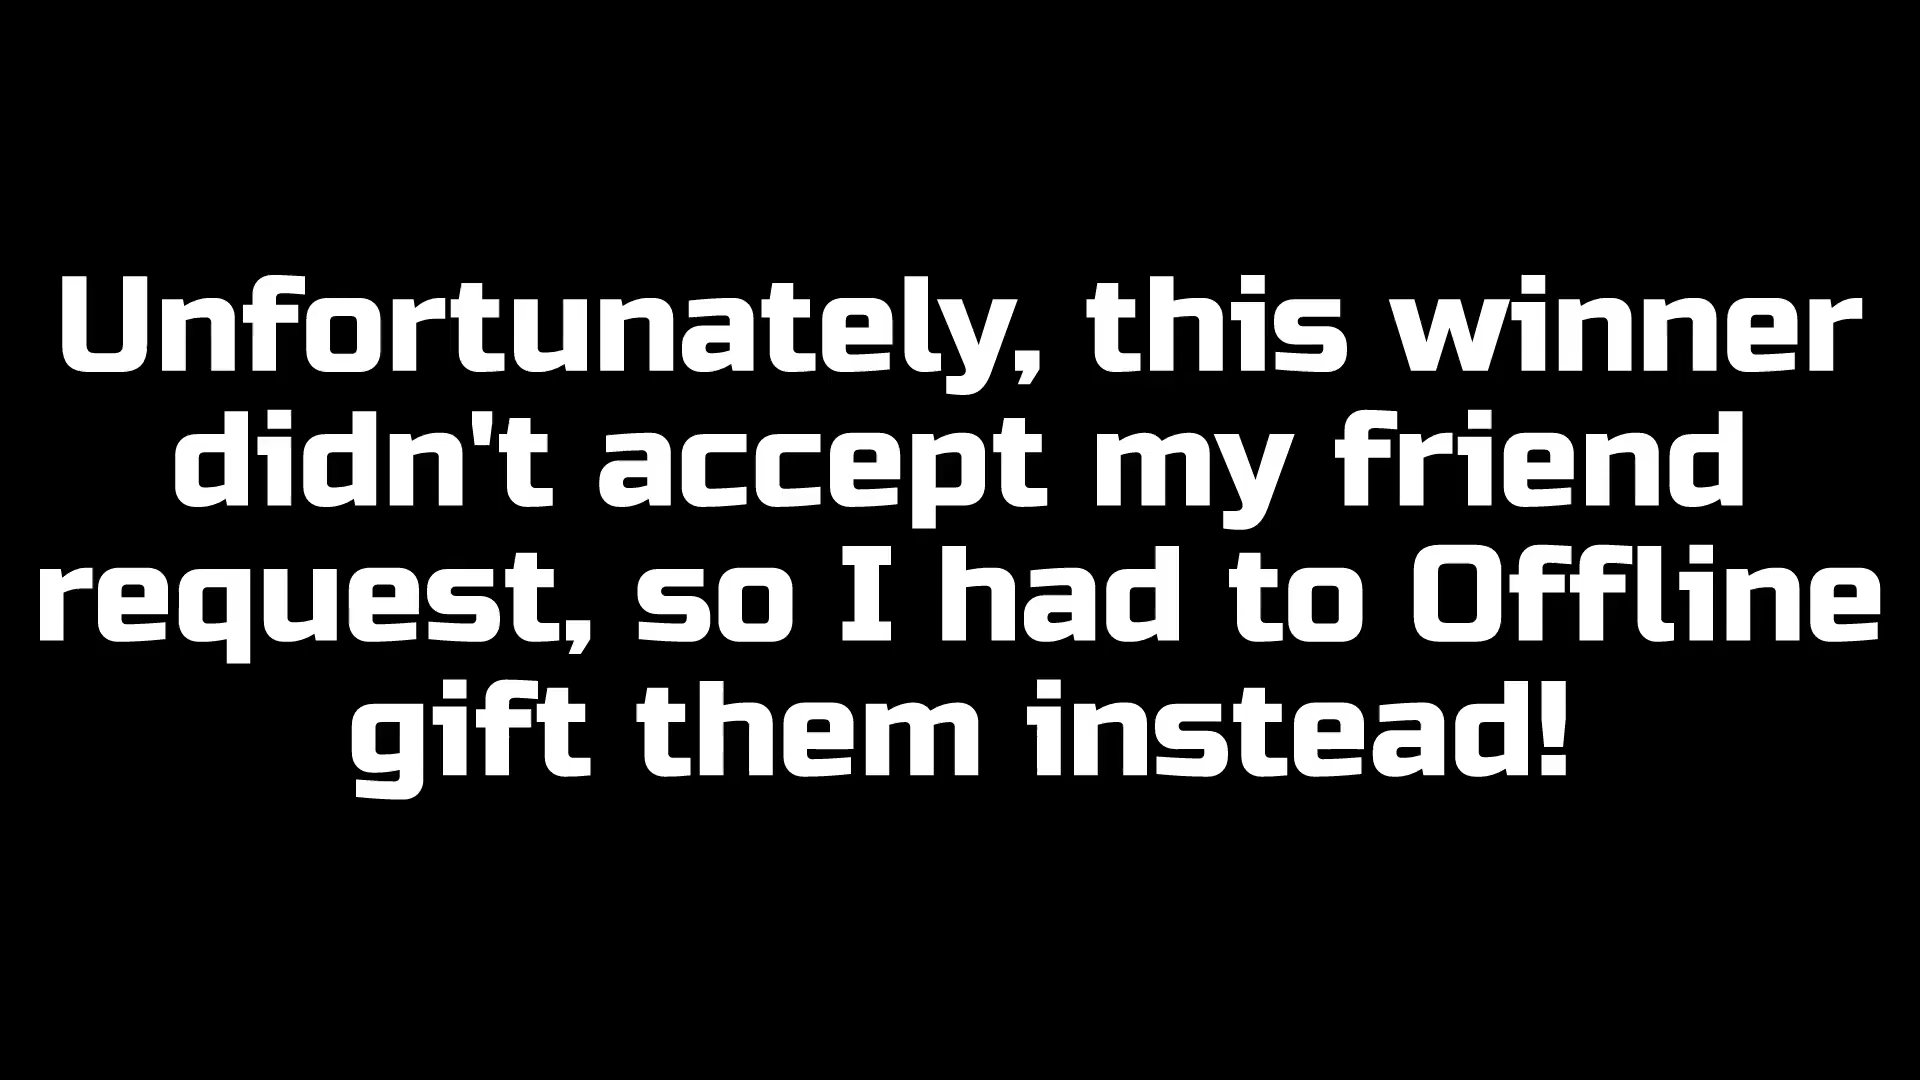 Unfortunately, this winner
didn't accept my friend
request, so I had to Offline
gift them instead!